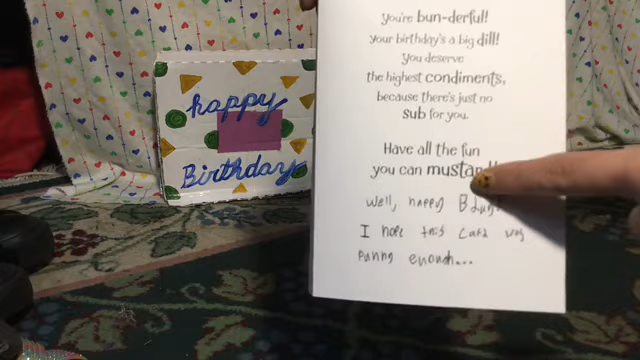 happy
Birthday
you're bun-derful!
your birthday's a big dill!
you deserve
the highest condiments,
because there's just no
sub for you.
Have all the fun
you can mustard!
Well, happy Bday
I hope this card was
punny enough...